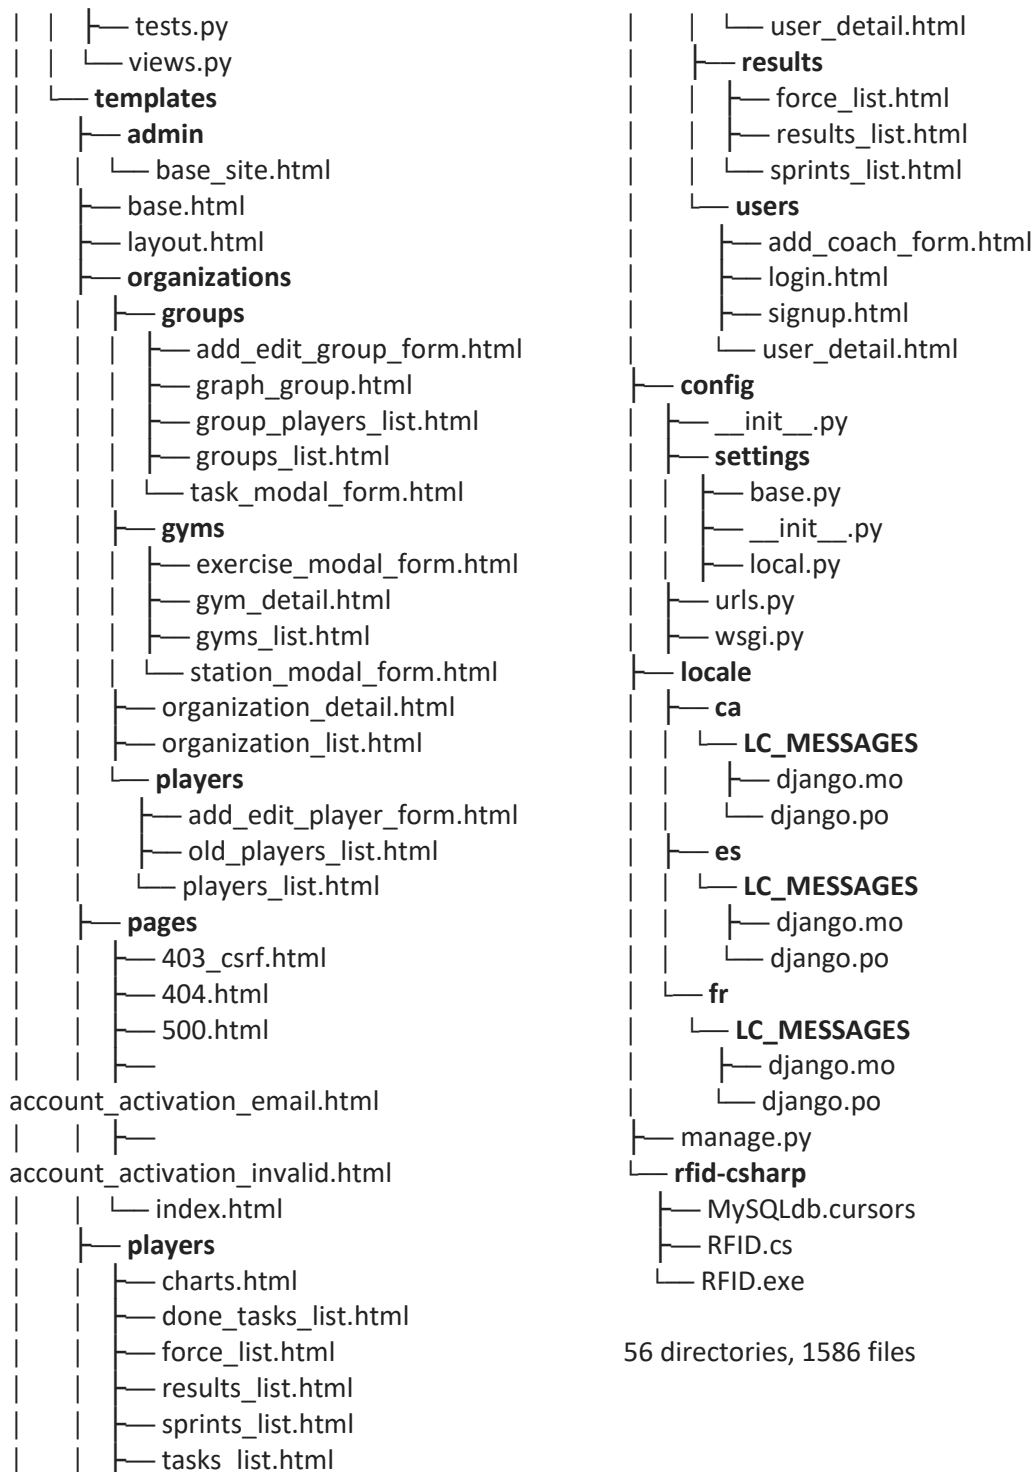 │ │ ├── tests.py
│ │ └── views.py
│ └── templates
│ ├── admin
│ │ └── base_site.html
│ ├── base.html
│ ├── layout.html
│ ├── organizations
│ │ ├── groups
│ │ │ ├── add_edit_group_form.html
│ │ │ ├── graph_group.html
│ │ │ ├── group_players_list.html
│ │ │ ├── groups_list.html
│ │ │ └── task_modal_form.html
│ │ ├── gyms
│ │ │ ├── exercise_modal_form.html
│ │ │ ├── gym_detail.html
│ │ │ ├── gyms_list.html
│ │ │ └── station_modal_form.html
│ │ ├── organization_detail.html
│ │ ├── organization_list.html
│ │ └── players
│ │ ├── add_edit_player_form.html
│ │ ├── old_players_list.html
│ │ └── players_list.html
│ ├── pages
│ │ ├── 403_csrf.html
│ │ ├── 404.html
│ │ ├── 500.html
│ │ ├──
account_activation_email.html
│ │ ├──
account_activation_invalid.html
│ │ └── index.html
│ ├── players
│ │ ├── charts.html
│ │ ├── done_tasks_list.html
│ │ ├── force_list.html
│ │ ├── results_list.html
│ │ ├── sprints_list.html
│ │ ├── tasks_list.html
│ │ └── user_detail.html
│ ├── results
│ │ ├── force_list.html
│ │ ├── results_list.html
│ │ └── sprints_list.html
│ └── users
│ ├── add_coach_form.html
│ ├── login.html
│ ├── signup.html
│ └── user_detail.html
├── config
│ ├── __init__.py
│ ├── settings
│ │ ├── base.py
│ │ ├── __init__.py
│ │ ├── local.py
│ ├── urls.py
│ ├── wsgi.py
├── locale
│ ├── ca
│ │ └── LC_MESSAGES
│ │ ├── django.mo
│ │ └── django.po
│ ├── es
│ │ └── LC_MESSAGES
│ │ ├── django.mo
│ │ └── django.po
│ └── fr
│ └── LC_MESSAGES
│ ├── django.mo
│ └── django.po
├── manage.py
└── rfid-csharp
├── MySQLdb.cursors
├── RFID.cs
└── RFID.exe
56 directories, 1586 files